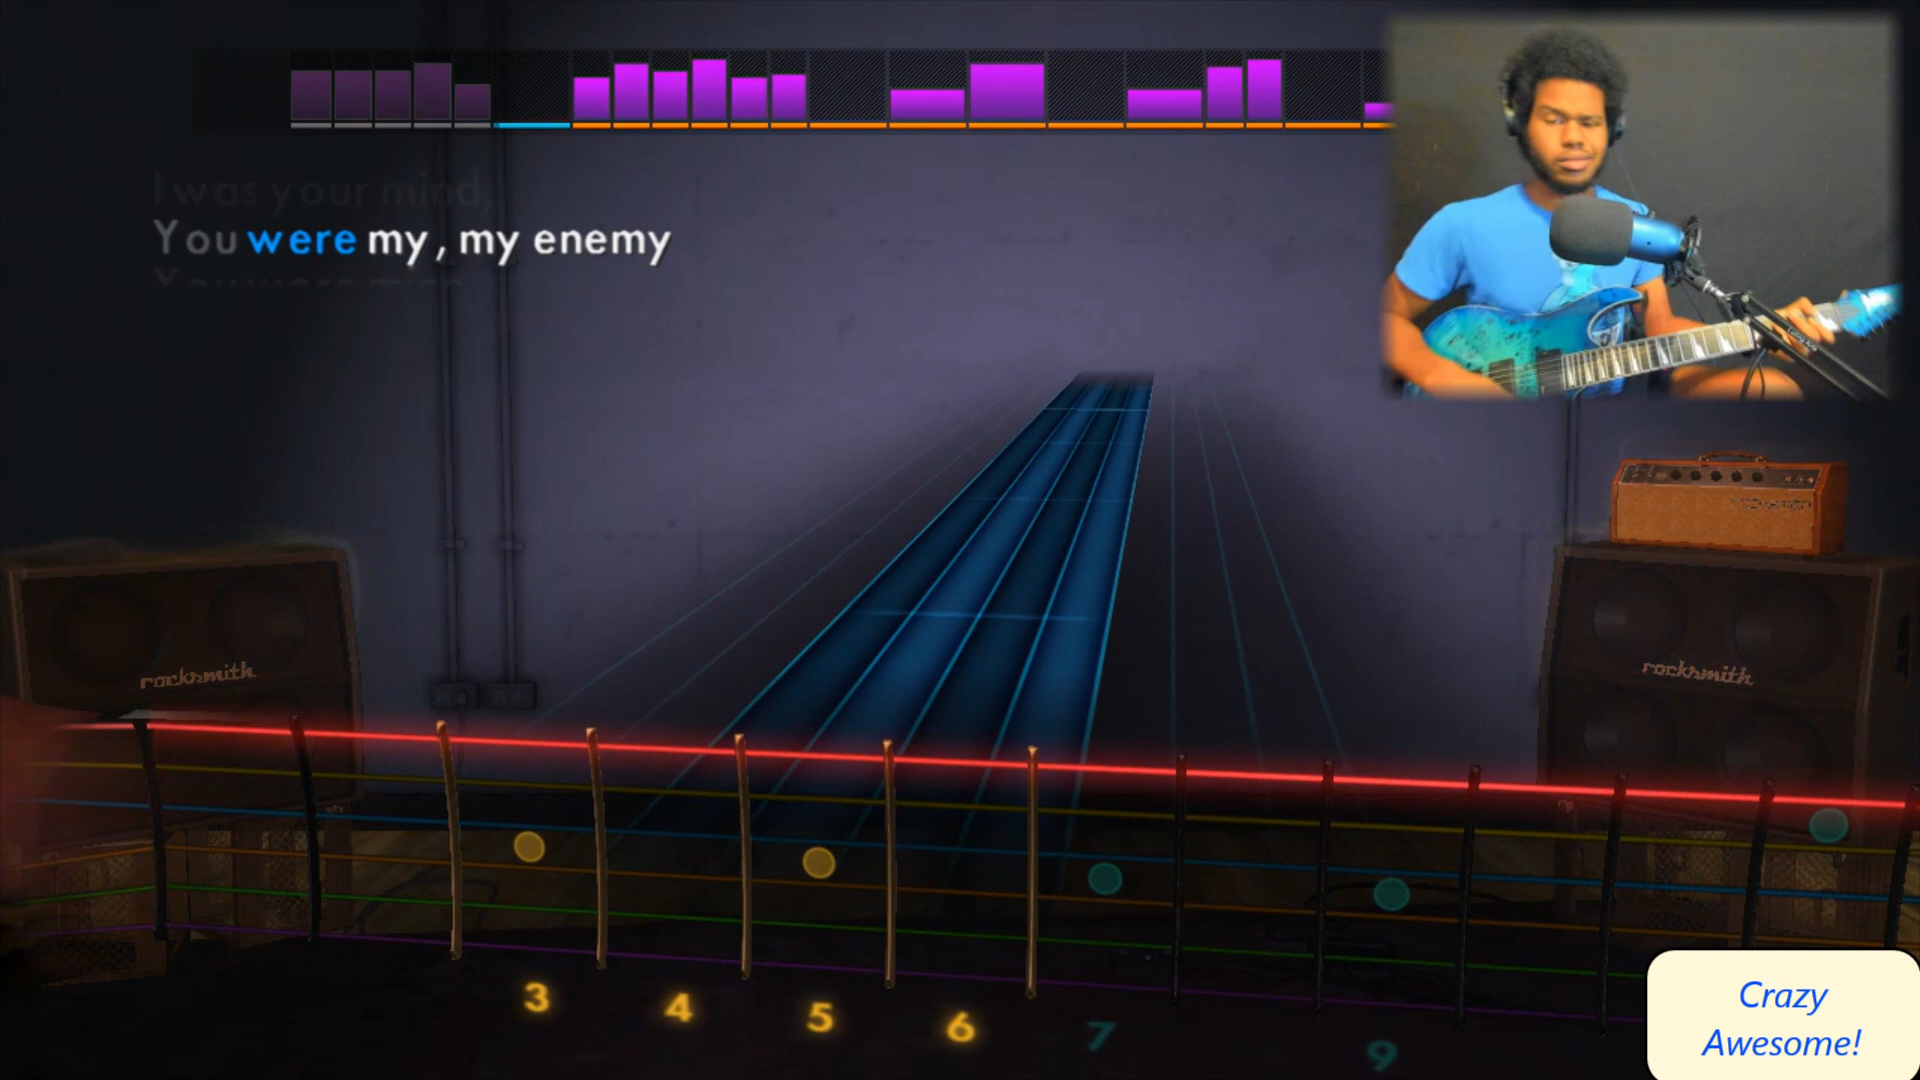 I was your mind,
You were my, my enemy
rocksmith
rocksmith
3 4 5 6 7 9
Crazy
Awesome!